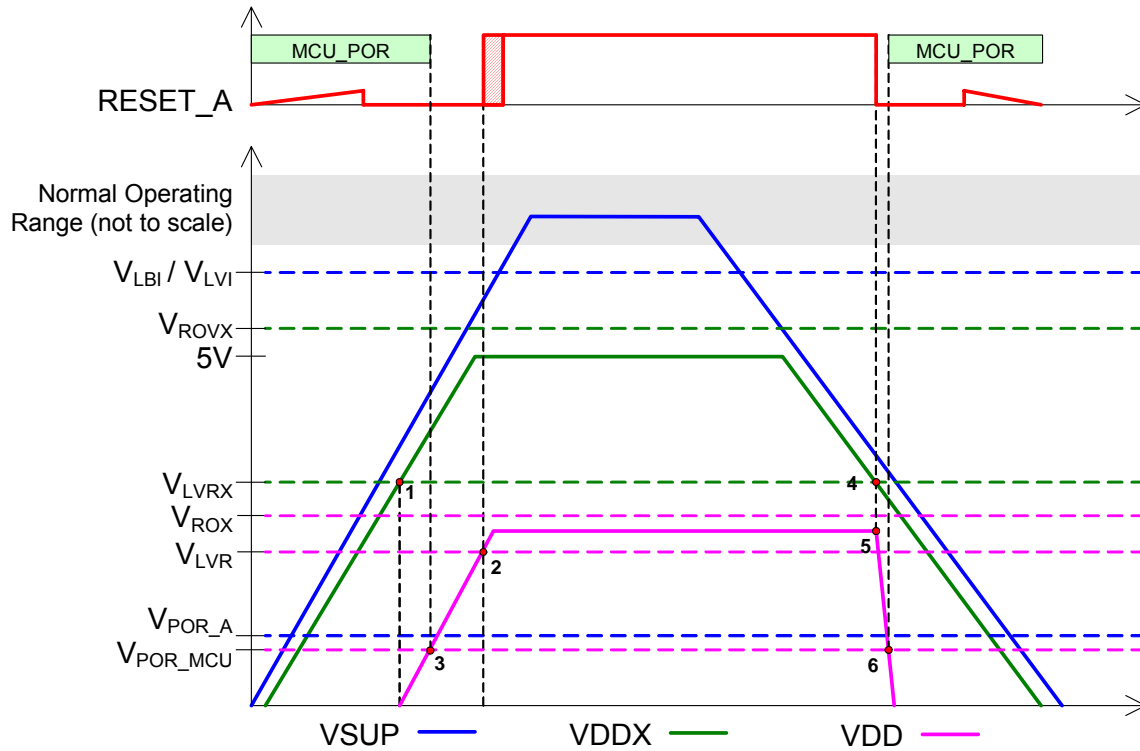 MCU_POR
MCU_POR
RESET_A
Normal Operating
Range (not to scale)
VLBI / VLVI
VROVX
5V
VLVRX
1
4
VROX
VLVR
2
5
VPOR_A
VPOR_MCU
3
6
VSUP
VDDX
VDD